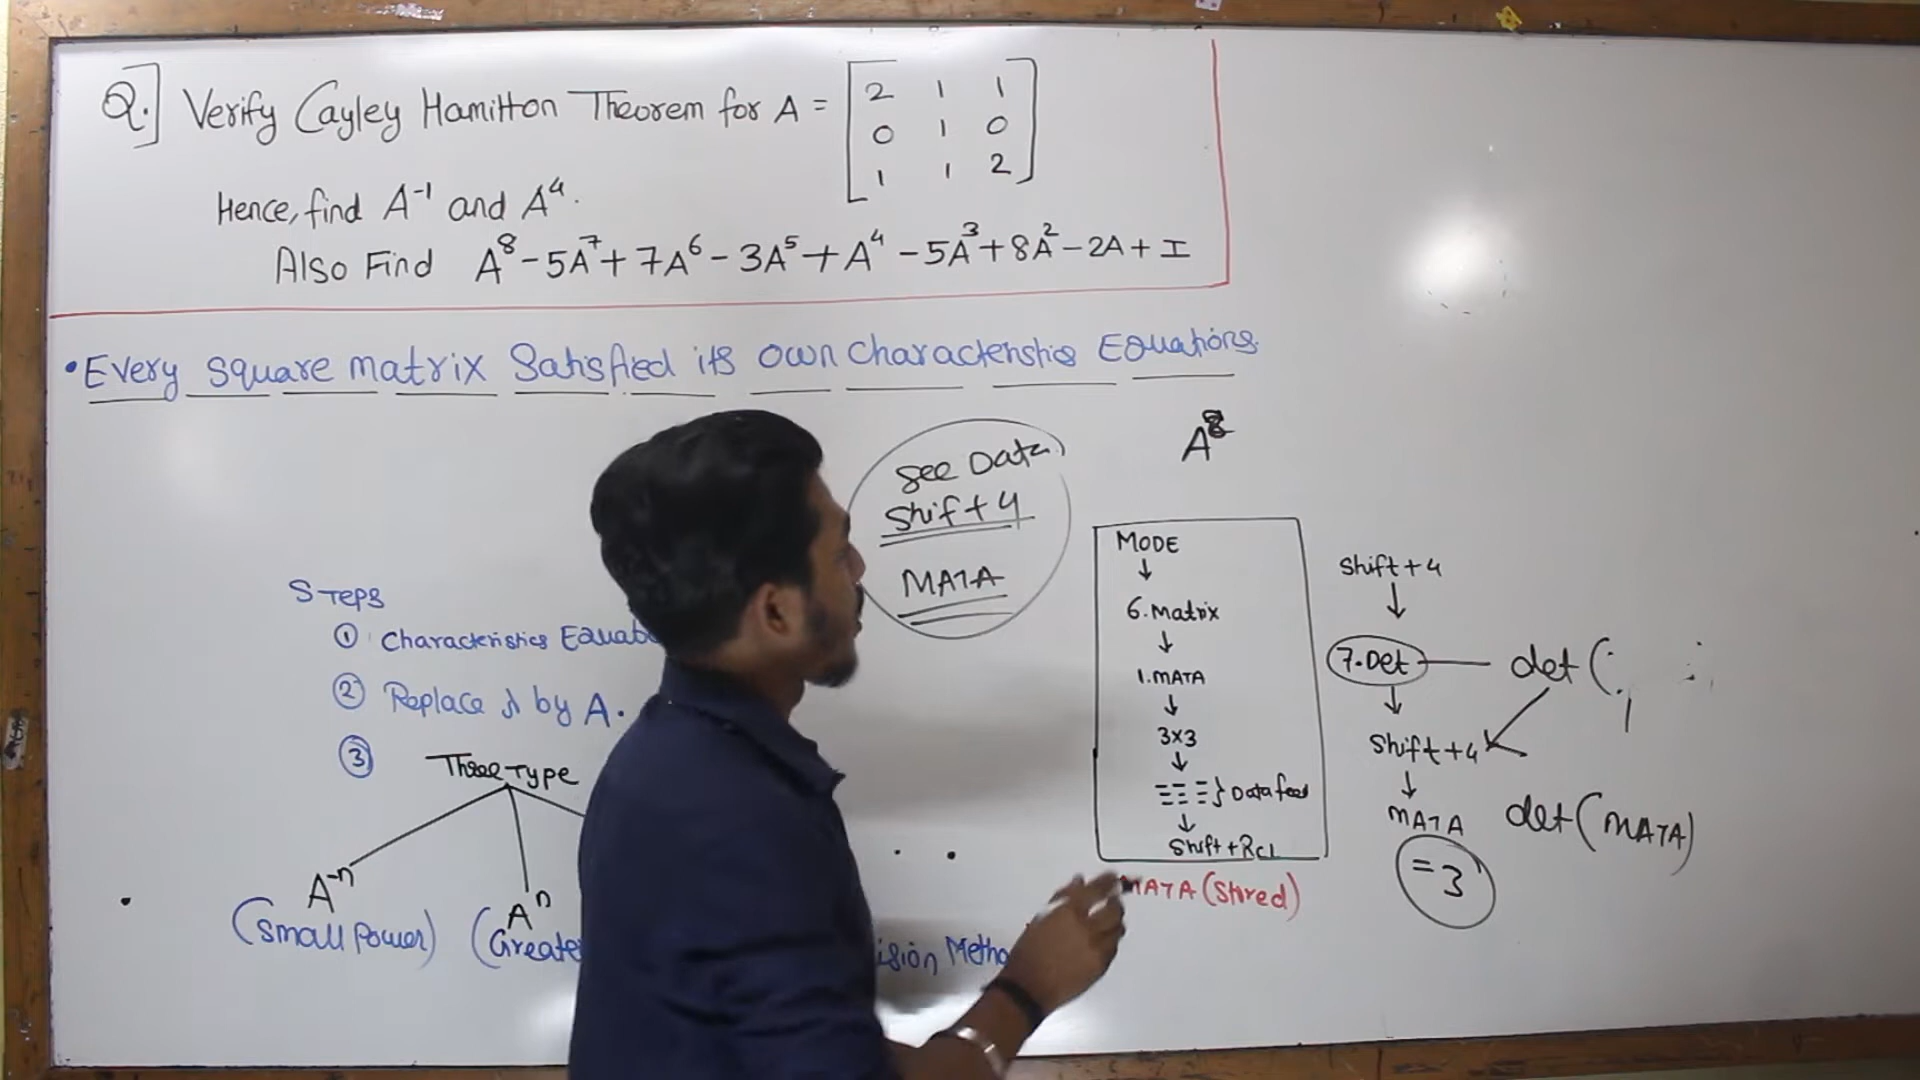 Q.] Verify Cayley Hamilton Theorem for A = [2 1 1
0 1 0
1 1 2]
Hence, find A⁻¹ and A⁴.
Also Find A⁸ - 5A⁷ + 7A⁶ - 3A⁵ + A⁴ - 5A³ + 8A² - 2A + I
• Every square matrix Satisfied its own characteristics Equations.
A⁸
See Data
Shift + 4
MATA
Steps
① Characteristics
② Replace λ by A.
③
Three Type
A⁻ⁿ
(Small Power)
Aⁿ
MODE
↓
6. Matrix
↓
1. MATA
↓
3×3
↓
} Data feed
↓
Shift + RCL
MATA (Stored)
Shift + 4
↓
7. Det — det (
↓
Shift + 4
↓
MATA det (MATA)
= 3